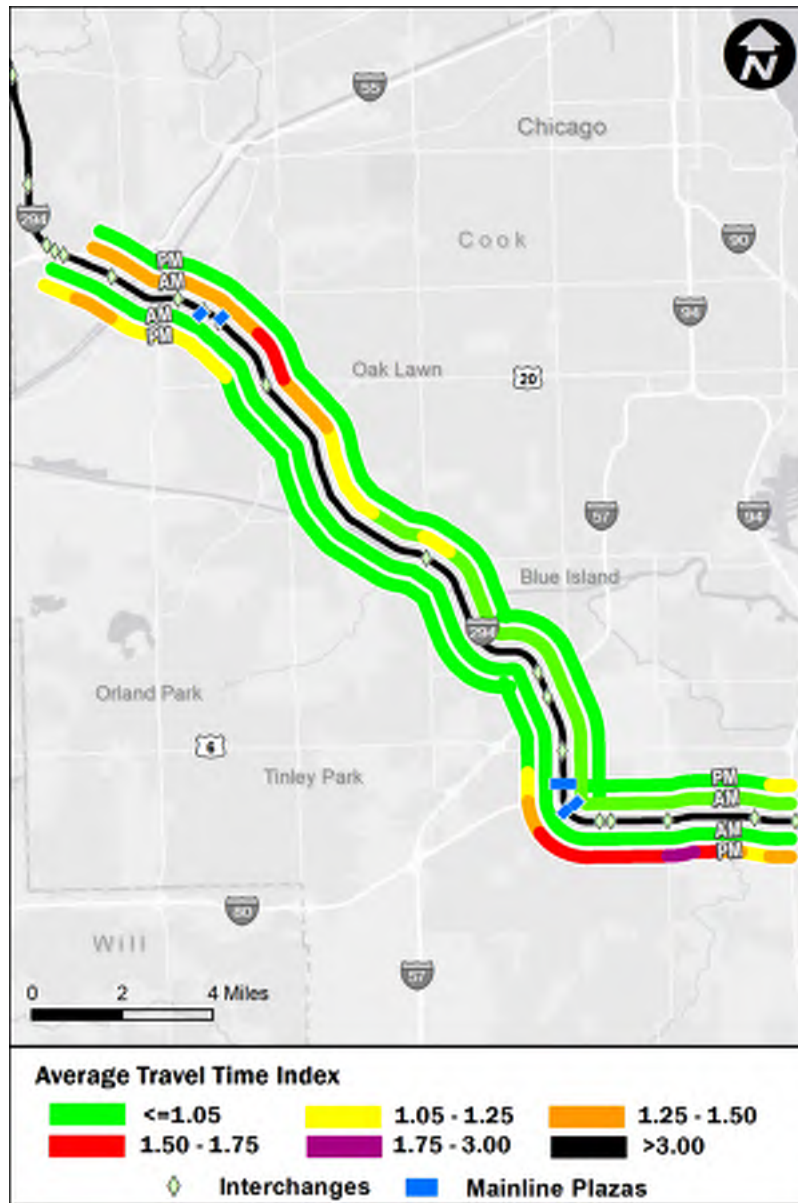 N
55
Chicago
294
Cook
90
PM
AM
94
AM
PM
Oak Lawn
20
57
94
Blue Island
294
Orland Park
6
Tinley Park
PM
AM
AM
PM
80
Will
57
0 2 4 Miles
Average Travel Time Index
<=1.05 1.05 - 1.25 1.25 - 1.50
1.50 - 1.75 1.75 - 3.00 >3.00
Interchanges Mainline Plazas